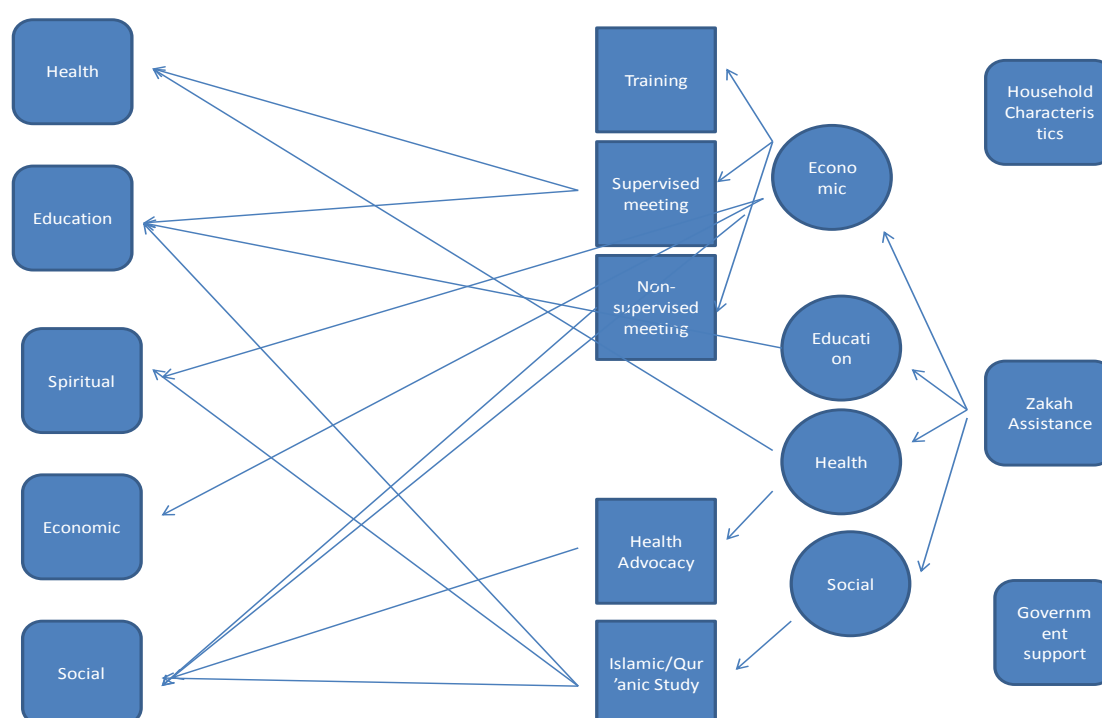 Health
Education
Spiritual
Economic
Social
Training
Supervised
meeting
Non-
supervised
meeting
Health
Advocacy
Islamic/Qur
'anic Study
Econo
mic
Educati
on
Health
Social
Household
Characteris
tics
Zakah
Assistance
Governm
ent
support